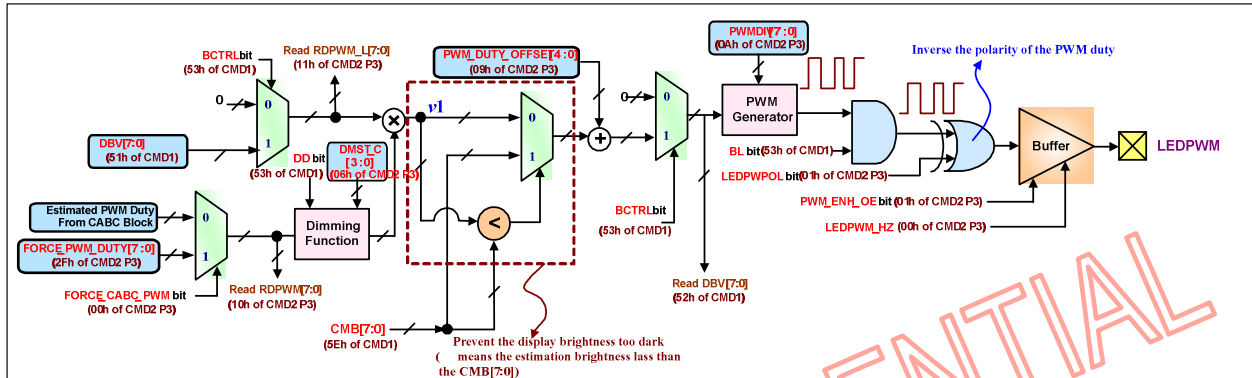 BCTRL bit
(53h of CMD1)
Read RDPWM_L[7:0]
(11h of CMD2 P3)
PWM_DUTY_OFFSET[4:0]
(09h of CMD2 P3)
PWMDIV[7:0]
(0Ah of CMD2 P3)
Inverse the polarity of the PWM duty
0
0
1
DBV[7:0]
(51h of CMD1)
v1
0
1
0
0
1
PWM
Generator
BL bit(53h of CMD1)
LEDPWPOL bit(01h of CMD2 P3)
Buffer
LEDPWM
PWM_ENH_OE bit(01h of CMD2 P3)
LEDPWM_HZ (00h of CMD2 P3)
DD bit
(53h of CMD1)
DMST_C
[3:0]
(06h of CMD2 P3)
Estimated PWM Duty
From CABC Block
FORCE_PWM_DUTY[7:0]
(2Fh of CMD2 P3)
0
1
Dimming
Function
<
BCTRL bit
(53h of CMD1)
FORCE_CABC_PWM bit
(00h of CMD2 P3)
Read RDPWM[7:0]
(10h of CMD2 P3)
Read DBV[7:0]
(52h of CMD1)
CMB[7:0]
(5Eh of CMD1)
Prevent the display brightness too dark
( means the estimation brightness lass than
the CMB[7:0])
ENTIAL